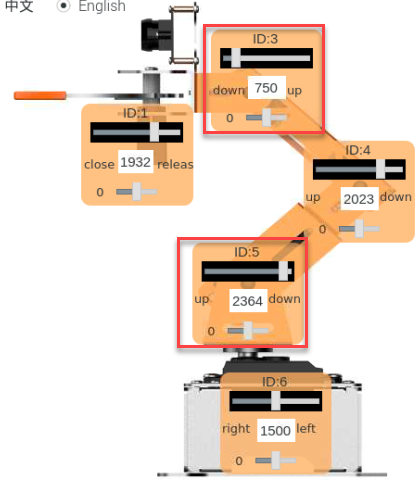 中文 English
ID:3
down 750 up
0
ID:1
close 1932 releas
0
ID:4
up 2023 down
0
ID:5
up 2364 down
0
ID:6
right 1500 left
0